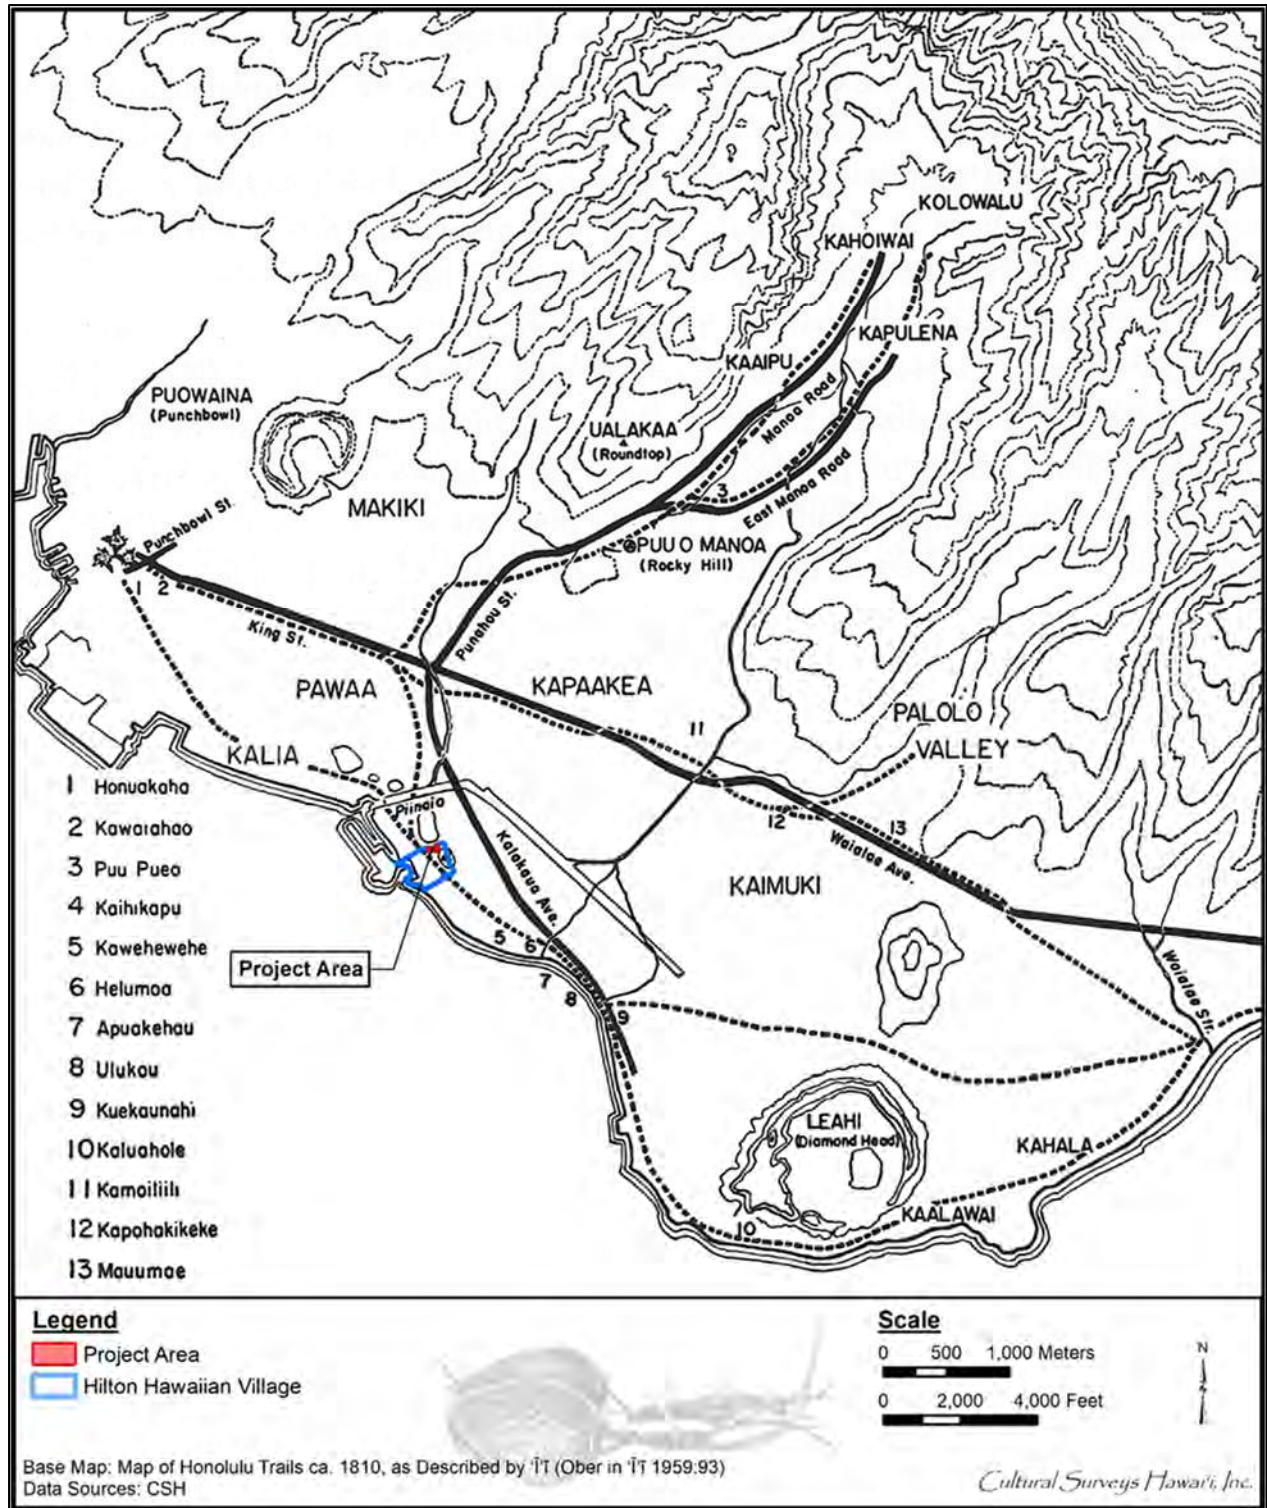 KOLOWALU
KAHOIWAI
KAPULENA
KAAIPU
Manoa Road
PUOWAINA
(Punchbowl)
UALAKAA
(Roundtop)
3
East Manoa Road
MAKIKI
Punchbowl St.
PUU O MANOA
(Rocky Hill)
1 2
King St.
Punahou St.
PAWAA
KAPAAKEA
11
PALOLO
VALLEY
KALIA
Piinaio
12
13
Waialae Ave.
Kalakaua Ave.
KAIMUKI
5
6
7
8
9
Project Area
Waialae Str.
LEAHI
(Diamond Head)
KAHALA
KAALAWAI
10
1 Honuakaha
2 Kawaiahao
3 Puu Pueo
4 Kaihikapu
5 Kawehewehe
6 Helumoa
7 Apuakehau
8 Ulukou
9 Kuekaunahi
10 Kaluahole
11 Kamoiliili
12 Kapohakikeke
13 Mauumae
Legend
Project Area
Hilton Hawaiian Village
Scale
0 500 1,000 Meters
0 2,000 4,000 Feet
N
Base Map: Map of Honolulu Trails ca. 1810, as Described by ʻĪʻī (Ober in ʻĪʻī 1959:93)
Data Sources: CSH
Cultural Surveys Hawaiʻi, Inc.